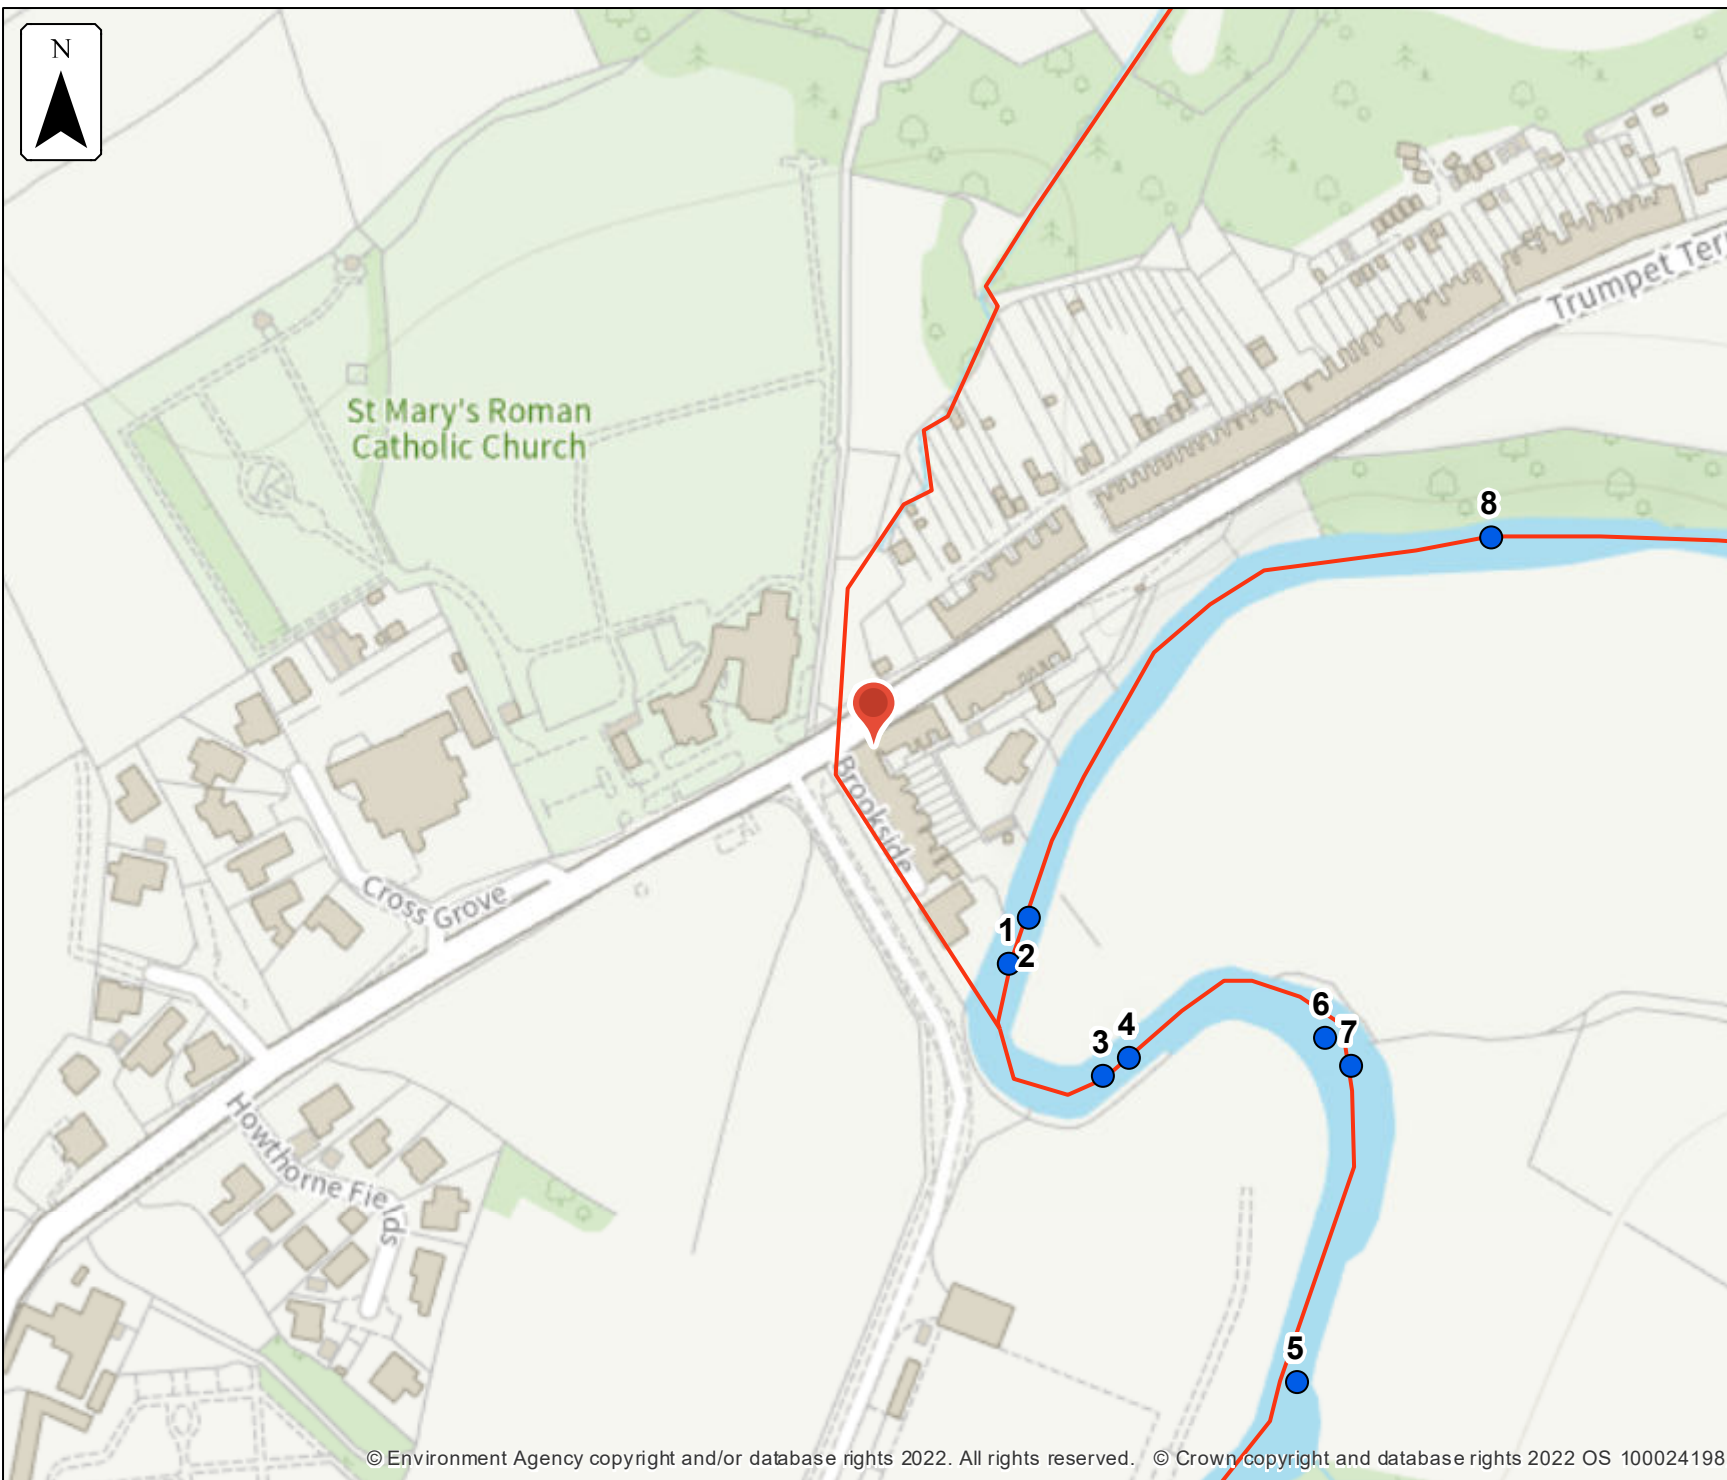 N
Trumpet Terr
St Mary's Roman
Catholic Church
8
Brookside
Cross Grove
1
2
6
4
7
3
Howthorne Fields
5
© Environment Agency copyright and/or database rights 2022. All rights reserved. © Crown copyright and database rights 2022 OS 100024198